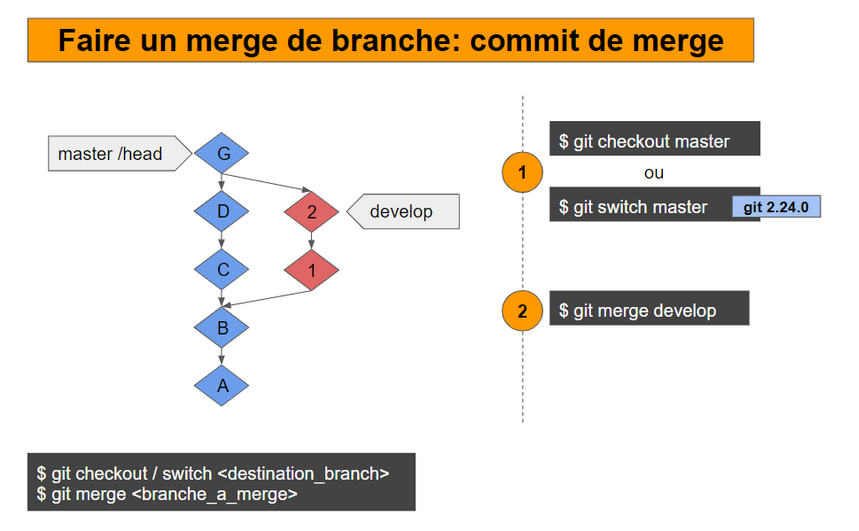 Faire un merge de branche: commit de merge
master /head
G
D
2
develop
C
1
B
A
1
$ git checkout master
ou
$ git switch master
git 2.24.0
2
$ git merge develop
$ git checkout / switch <destination_branch>
$ git merge <branche_a_merge>